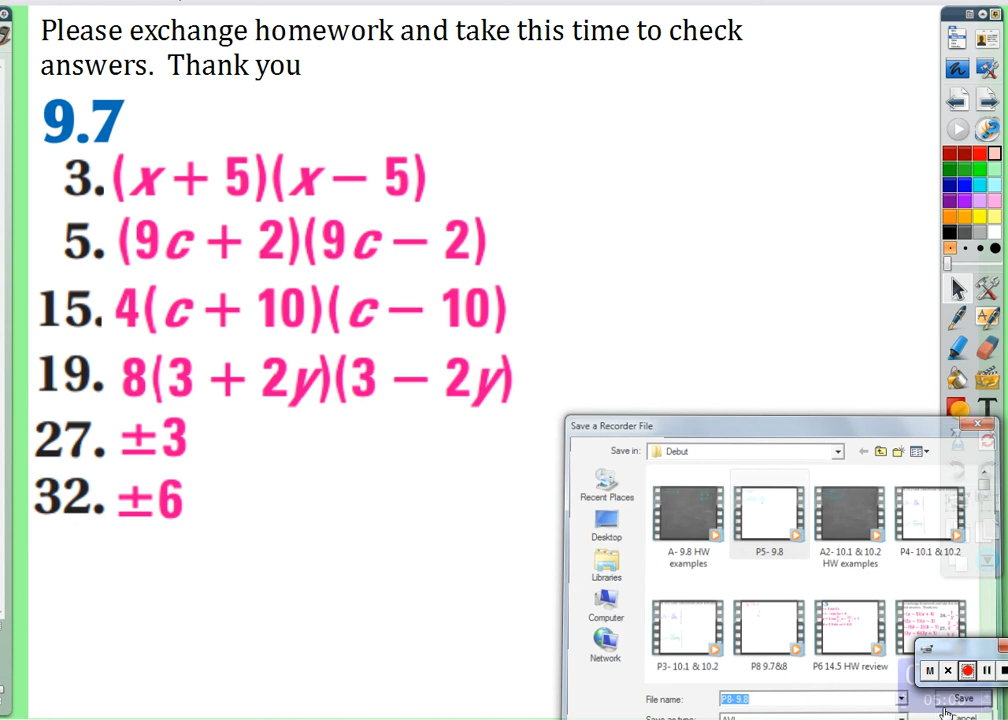 Please exchange homework and take this time to check
answers. Thank you
9.7
3. (x + 5)(x − 5)
5. (9c + 2)(9c − 2)
15. 4(c + 10)(c − 10)
19. 8(3 + 2y)(3 − 2y)
27. ±3
32. ±6
Save a Recorder File
Save in: Debut
Recent Places
Desktop
Libraries
Computer
Network
A- 9.8 HW examples
P5- 9.8
A2- 10.1 & 10.2 HW examples
P4- 10.1 & 10.2
P3- 10.1 & 10.2
P8 9.7&8
P6 14.5 HW review
M
File name: P8- 9.8
Save
Cancel